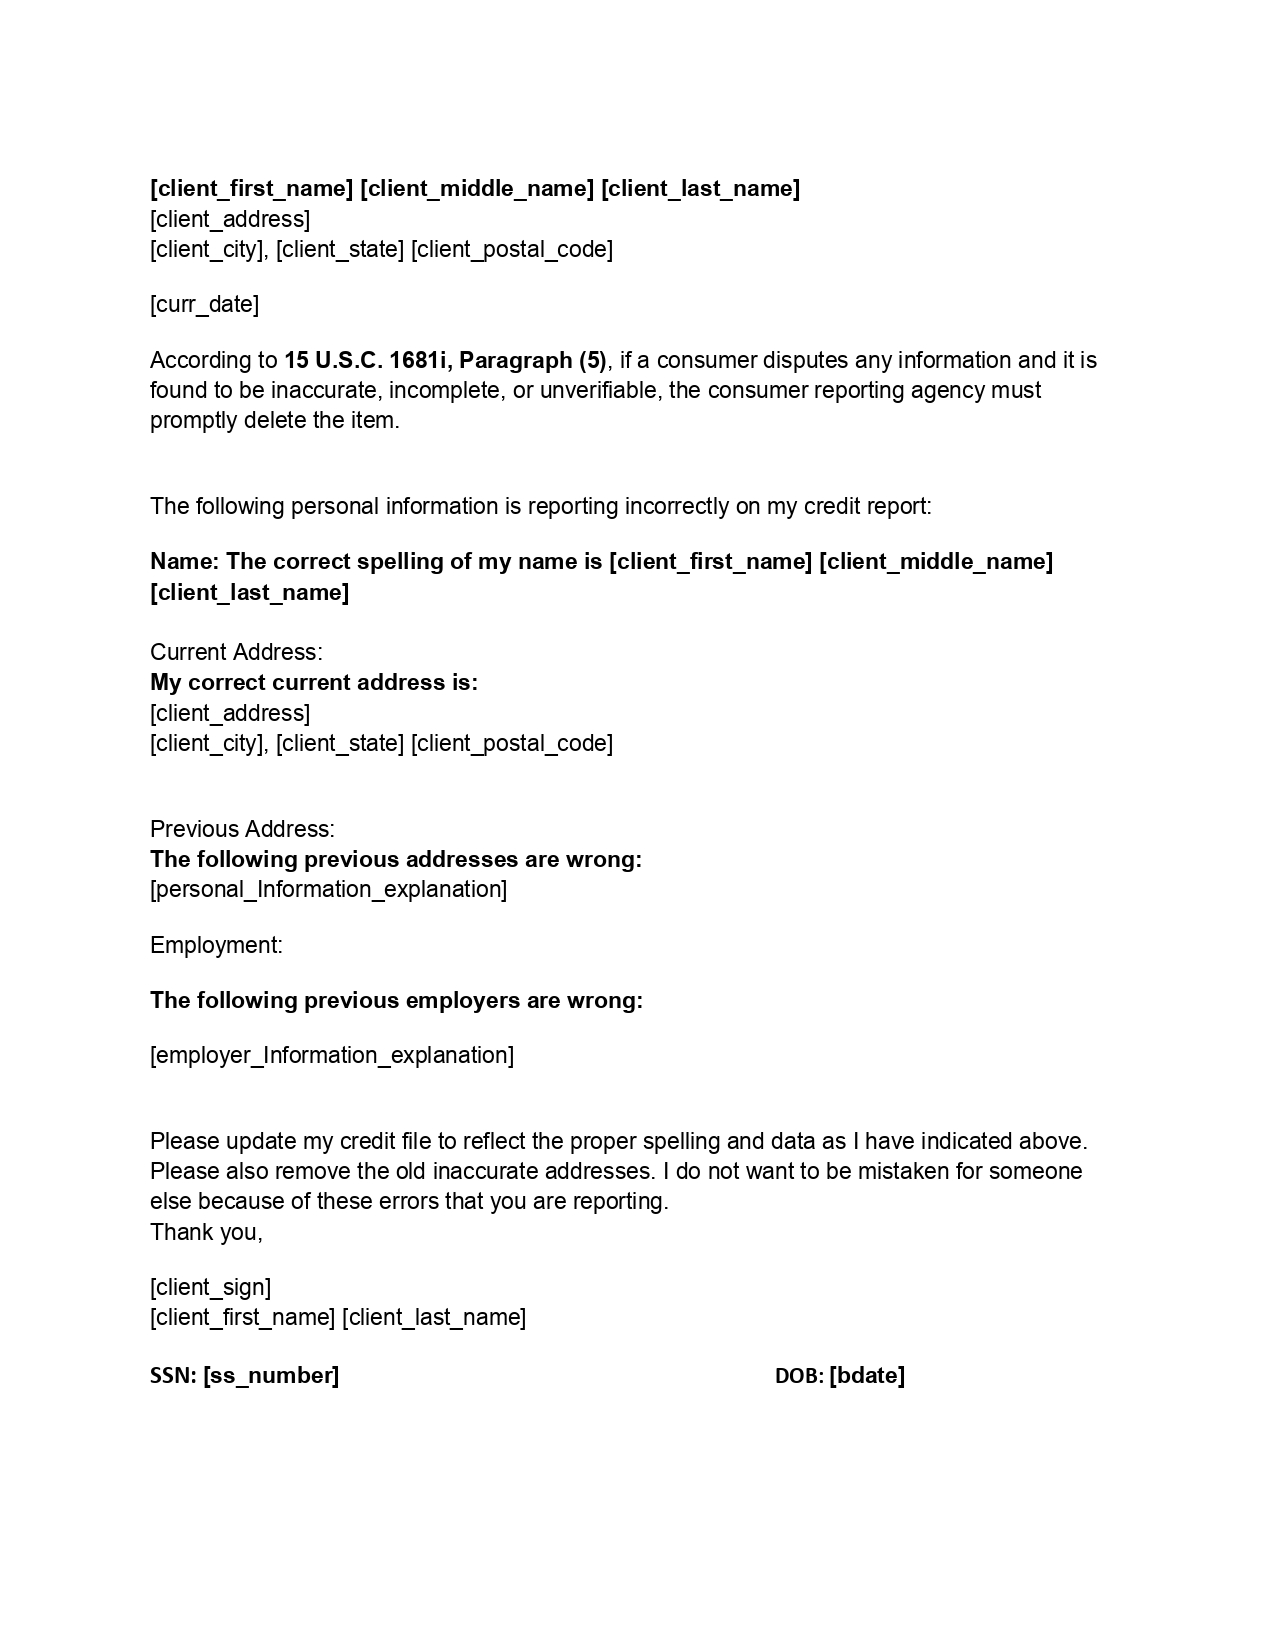 [client_first_name] [client_middle_name] [client_last_name]
[client_address]
[client_city], [client_state] [client_postal_code]
[curr_date]
According to 15 U.S.C. 1681i, Paragraph (5), if a consumer disputes any information and it is
found to be inaccurate, incomplete, or unverifiable, the consumer reporting agency must
promptly delete the item.
The following personal information is reporting incorrectly on my credit report:
Name: The correct spelling of my name is [client_first_name] [client_middle_name]
[client_last_name]
Current Address:
My correct current address is:
[client_address]
[client_city], [client_state] [client_postal_code]
Previous Address:
The following previous addresses are wrong:
[personal_Information_explanation]
Employment:
The following previous employers are wrong:
[employer_Information_explanation]
Please update my credit file to reflect the proper spelling and data as I have indicated above.
Please also remove the old inaccurate addresses. I do not want to be mistaken for someone
else because of these errors that you are reporting.
Thank you,
[client_sign]
[client_first_name] [client_last_name]
SSN: [ss_number] DOB: [bdate]